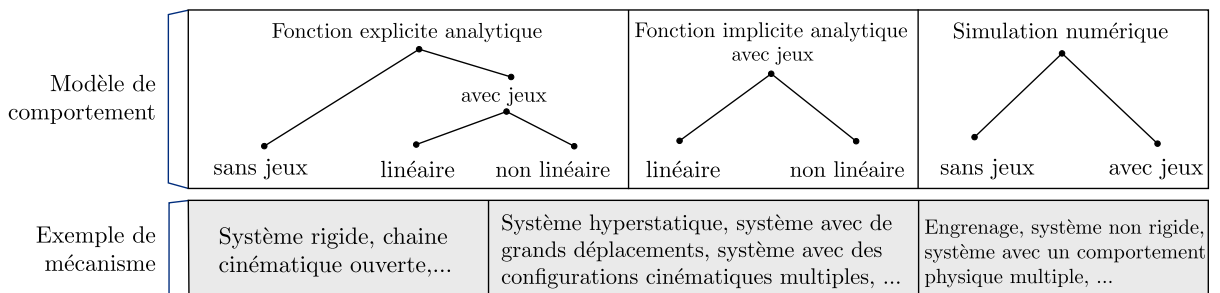 Modèle de
comportement
Fonction explicite analytique
avec jeux
sans jeux
linéaire
non linéaire
Fonction implicite analytique
avec jeux
linéaire
non linéaire
Simulation numérique
sans jeux
avec jeux
Exemple de
mécanisme
Système rigide, chaine
cinématique ouverte,...
Système hyperstatique, système avec de
grands déplacements, système avec des
configurations cinématiques multiples, ...
Engrenage, système non rigide,
système avec un comportement
physique multiple, ...